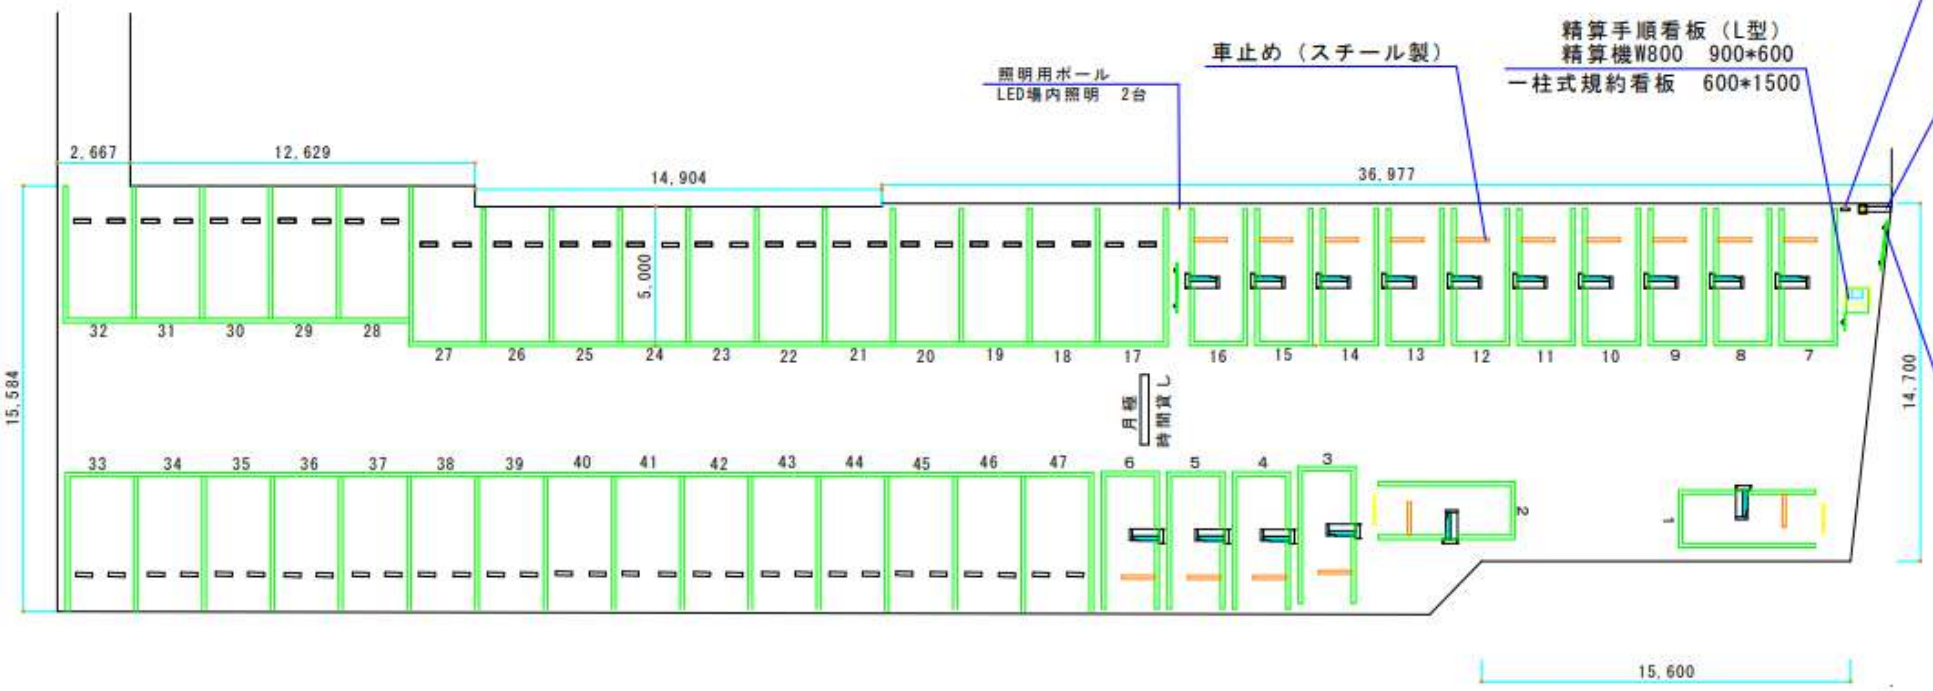 精算手順看板（L型）
精算機W800 900*600
一柱式規約看板 600*1500
車止め（スチール製）
照明用ポール
LED場内照明 2台
2,667
12,629
14,904
36,977
5,000
15,584
14,700
32 31 30 29 28
27 26 25 24 23 22 21 20 19 18 17 16 15 14 13 12 11 10 9 8 7
月極
時間貸し
33 34 35 36 37 38 39 40 41 42 43 44 45 46 47 6 5 4 3
2
1
15,600